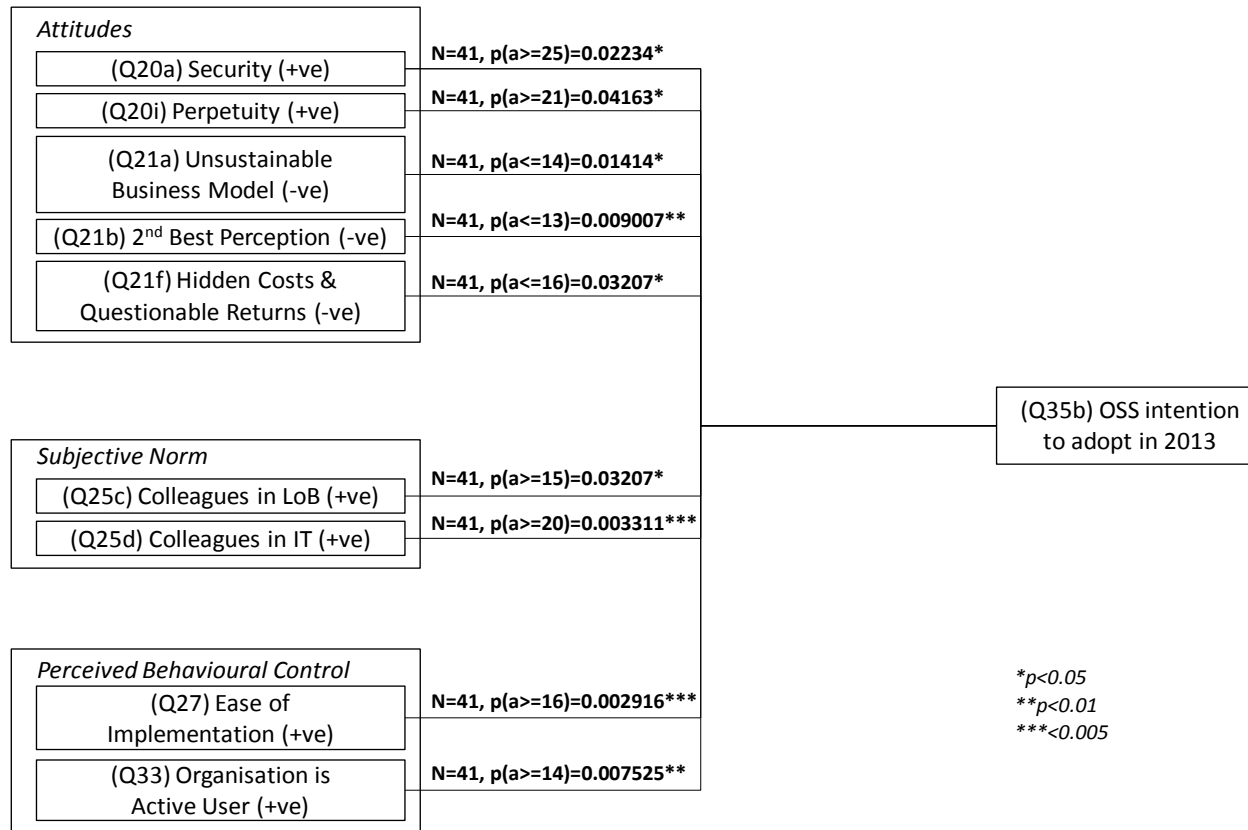 Attitudes
(Q20a) Security (+ve)
N=41, p(a>=25)=0.02234*
(Q20i) Perpetuity (+ve)
N=41, p(a>=21)=0.04163*
(Q21a) Unsustainable
Business Model (-ve)
N=41, p(a<=14)=0.01414*
(Q21b) 2nd Best Perception (-ve)
N=41, p(a<=13)=0.009007**
(Q21f) Hidden Costs &
Questionable Returns (-ve)
N=41, p(a<=16)=0.03207*
(Q35b) OSS intention
to adopt in 2013
Subjective Norm
(Q25c) Colleagues in LoB (+ve)
N=41, p(a>=15)=0.03207*
(Q25d) Colleagues in IT (+ve)
N=41, p(a>=20)=0.003311***
Perceived Behavioural Control
(Q27) Ease of
Implementation (+ve)
N=41, p(a>=16)=0.002916***
(Q33) Organisation is
Active User (+ve)
N=41, p(a>=14)=0.007525**
*p<0.05
**p<0.01
***<0.005